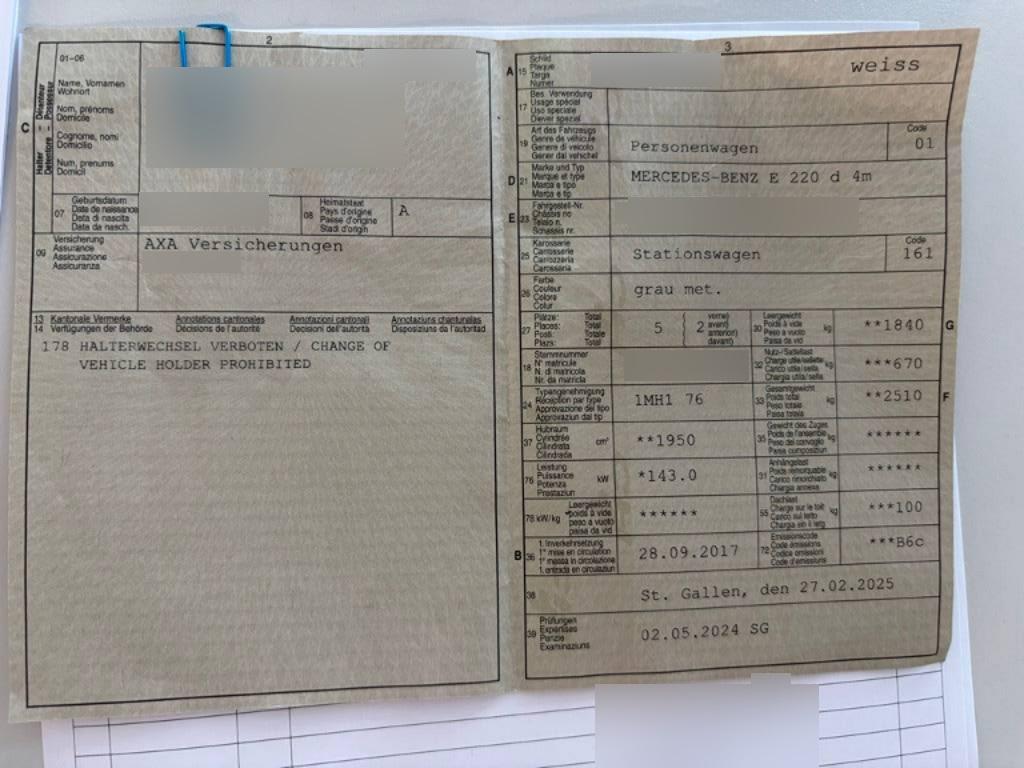 2
01-06
Name, Vornamen
Wohnort
Nom, prénoms
Domicile
Cognome, nomi
Domicilio
Num, prenums
Domicil
C
Halter
Détenteur
Detentore
Possessur
07
Geburtsdatum
Date de naissance
Data di nascita
Data da nasch.
08
Heimatstaat
Pays d'origine
Paese d'origine
Stadi d'origin
A
09
Versicherung
Assurance
Assicurazione
Assicuranza
AXA Versicherungen
13 Kantonale Vermerke Annotations cantonales Annotazioni cantonali Annotaziuns chantunalas
14 Verfügungen der Behörde Décisions de l'autorité Decisioni dell'autorità Disposiziuns da l'autoritad
178 HALTERWECHSEL VERBOTEN / CHANGE OF
VEHICLE HOLDER PROHIBITED
3
A 15
Schild
Plaque
Targa
Numer
weiss
17
Bes. Verwendung
Usage spécial
Uso speciale
Diever spezial
19
Art des Fahrzeugs
Genre de véhicule
Genere di veicolo
Gener dal vehichel
Personenwagen
Code
01
D 21
Marke und Typ
Marque et type
Marca e tipo
Marca e tip
MERCEDES-BENZ E 220 d 4m
E 23
Fahrgestell-Nr.
Châssis no
Telaio n.
Schassis nr.
25
Karosserie
Carrosserie
Carrozzeria
Carossaria
Stationswagen
Code
161
26
Farbe
Couleur
Colore
Colur
grau met.
27
Plätze: Total
Places: Total
Posti: Totale
Plazs: Total
5 ( 2
vorne)
avant)
anteriori)
davant)
30
Leergewicht
Poids à vide
Peso a vuoto
Paisa da vid
kg
**1840
G
18
Stammnummer
N° matricule
N. di matricola
Nr. da matricla
32
Nutz-/Sattellast
Charge utile/sellette
Carico utile/sella
Chargia utila/sella
kg
***670
24
Typengenehmigung
Réception par type
Approvazione del tipo
Approvaziun dal tip
1MH1 76
33
Gesamtgewicht
Poids total
Peso totale
Paisa totala
kg
**2510
F
37
Hubraum
Cylindrée
Cilindrata
Cilindrada
cm³
**1950
35
Gewicht des Zuges
Poids de l'ensemble
Peso del convoglio
Paisa cumposiziun
kg
******
76
Leistung
Puissance
Potenza
Prestaziun
kW
*143.0
31
Anhängelast
Poids remorquable
Carico rimorchiato
Chargia annexa
kg
******
78 kW/kg
Leergewicht
poids à vide
peso a vuoto
paisa da vid
******
55
Dachlast
Charge sur le toit
Carico sul tetto
Chargia sin il tetg
kg
***100
B 36
1. Inverkehrsetzung
1re mise en circulation
1a messa in circolazione
1. entrada en circulaziun
28.09.2017
72
Emissionscode
Code émissions
Codice emissioni
Code d'emissiuns
***B6c
38
St. Gallen, den 27.02.2025
39
Prüfungen
Expertises
Perizie
Examinaziuns
02.05.2024 SG